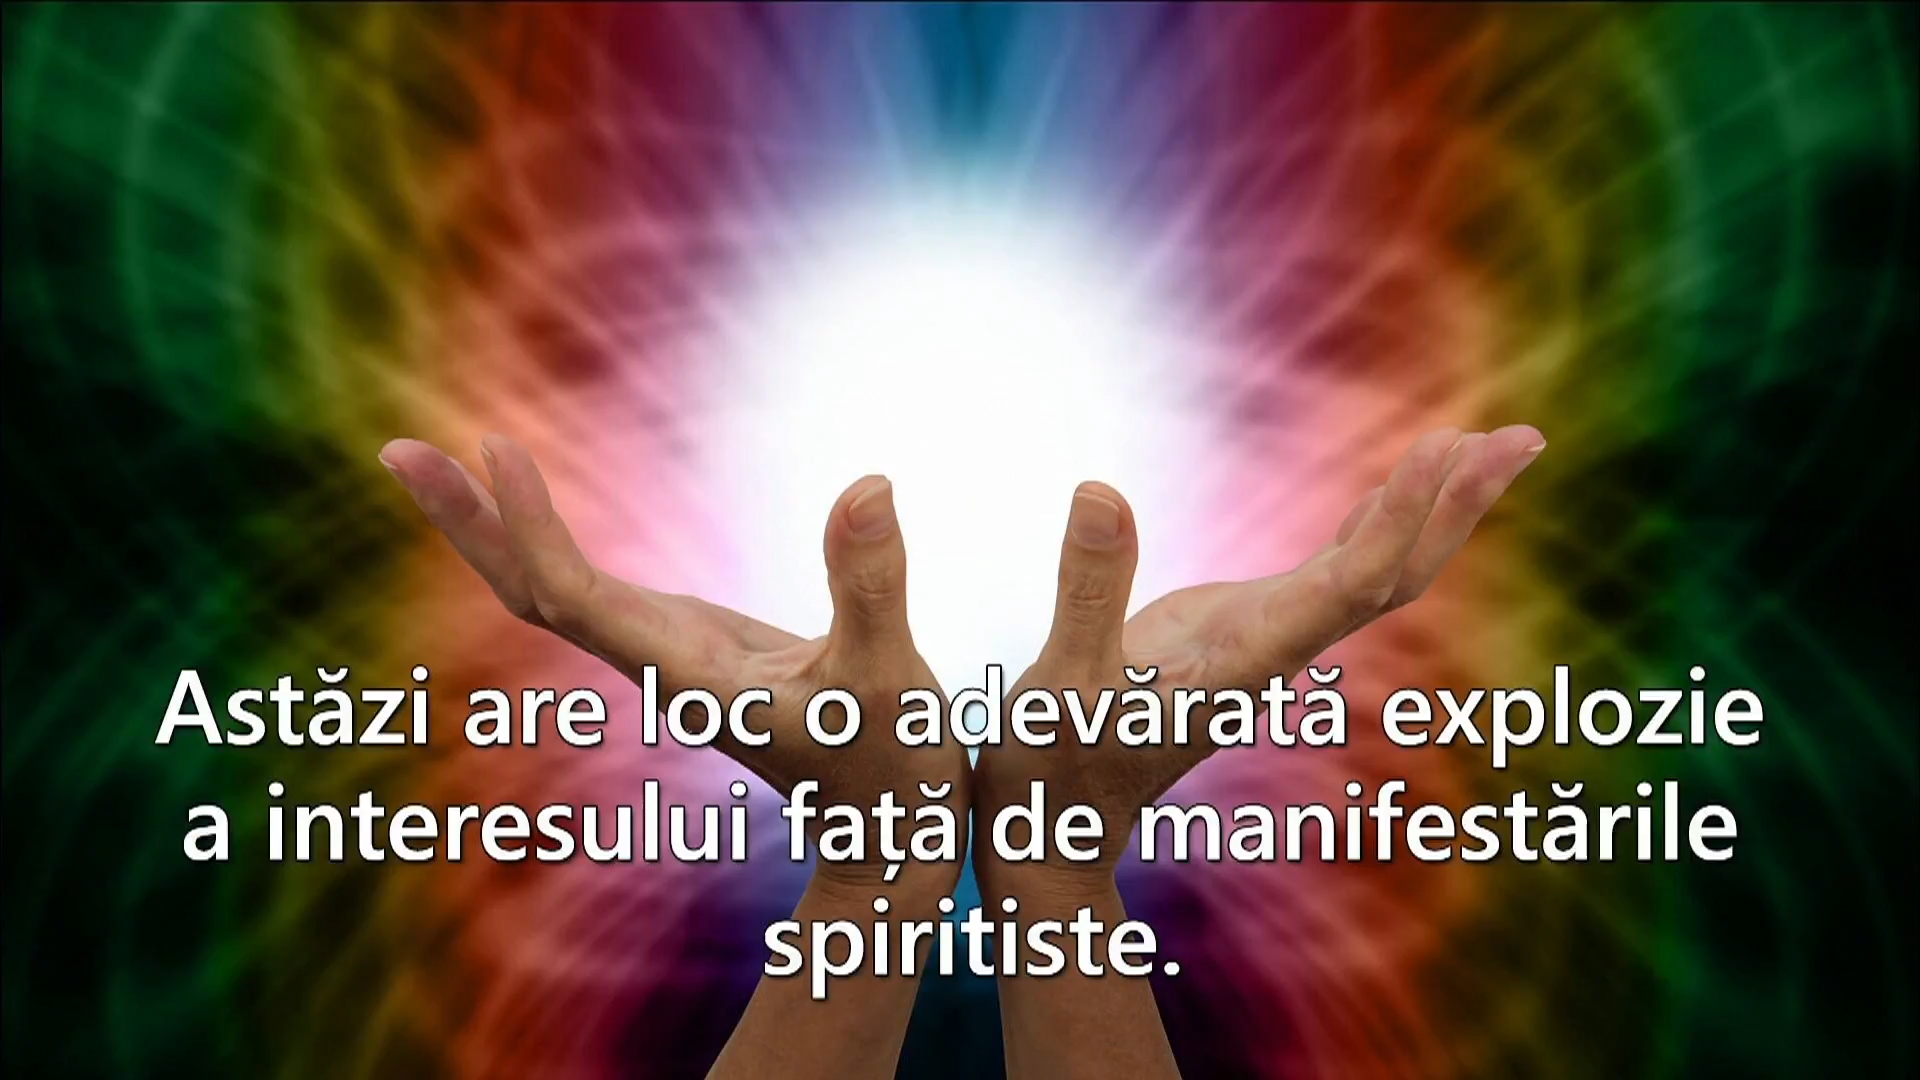 Astăzi are loc o adevărată explozie
a interesului față de manifestările
spiritiste.